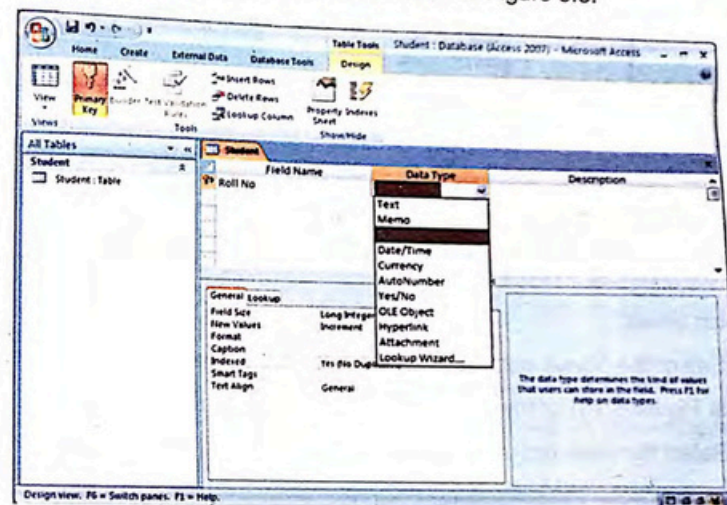 Table Tools
Student : Database (Access 2007) - Microsoft Access
Home Create External Data Database Tools Design
View
Primary Key
Builder
Test Validation Rules
Insert Rows
Delete Rows
Lookup Column
Property Sheet
Indexes
Views
Tools
Show/Hide
All Tables
Student
Student : Table
Student
Field Name Data Type Description
Roll No
Text
Memo
Date/Time
Currency
AutoNumber
Yes/No
OLE Object
Hyperlink
Attachment
Lookup Wizard...
General Lookup
Field Size Long Integer
New Values Increment
Format
Caption
Indexed Yes (No
Smart Tags
Text Align General
The data type determines the kind of values
that users can store in the field. Press F1 for
help on data types.
Design view. F6 = Switch panes. F1 = Help.